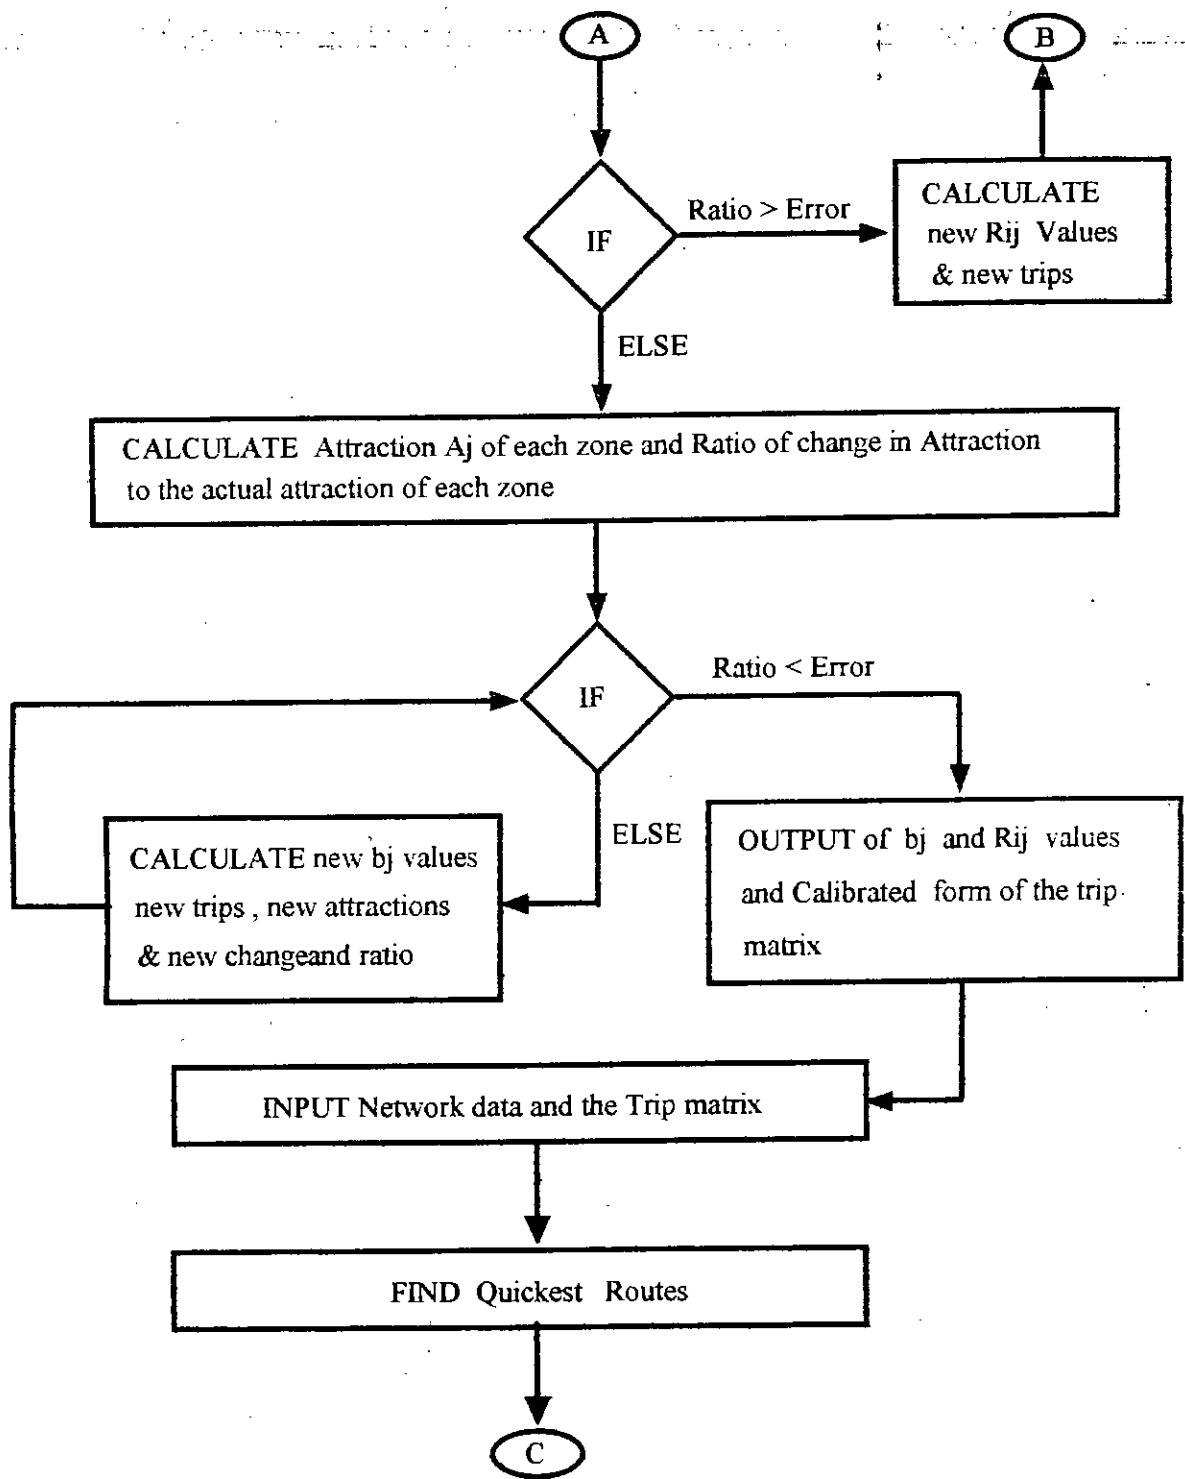 A
B
Ratio > Error
CALCULATE
new Rij Values
& new trips
IF
ELSE
CALCULATE Attraction Aj of each zone and Ratio of change in Attraction
to the actual attraction of each zone
Ratio < Error
IF
ELSE
CALCULATE new bj values
new trips , new attractions
& new changeand ratio
OUTPUT of bj and Rij values
and Calibrated form of the trip
matrix
INPUT Network data and the Trip matrix
FIND Quickest Routes
C